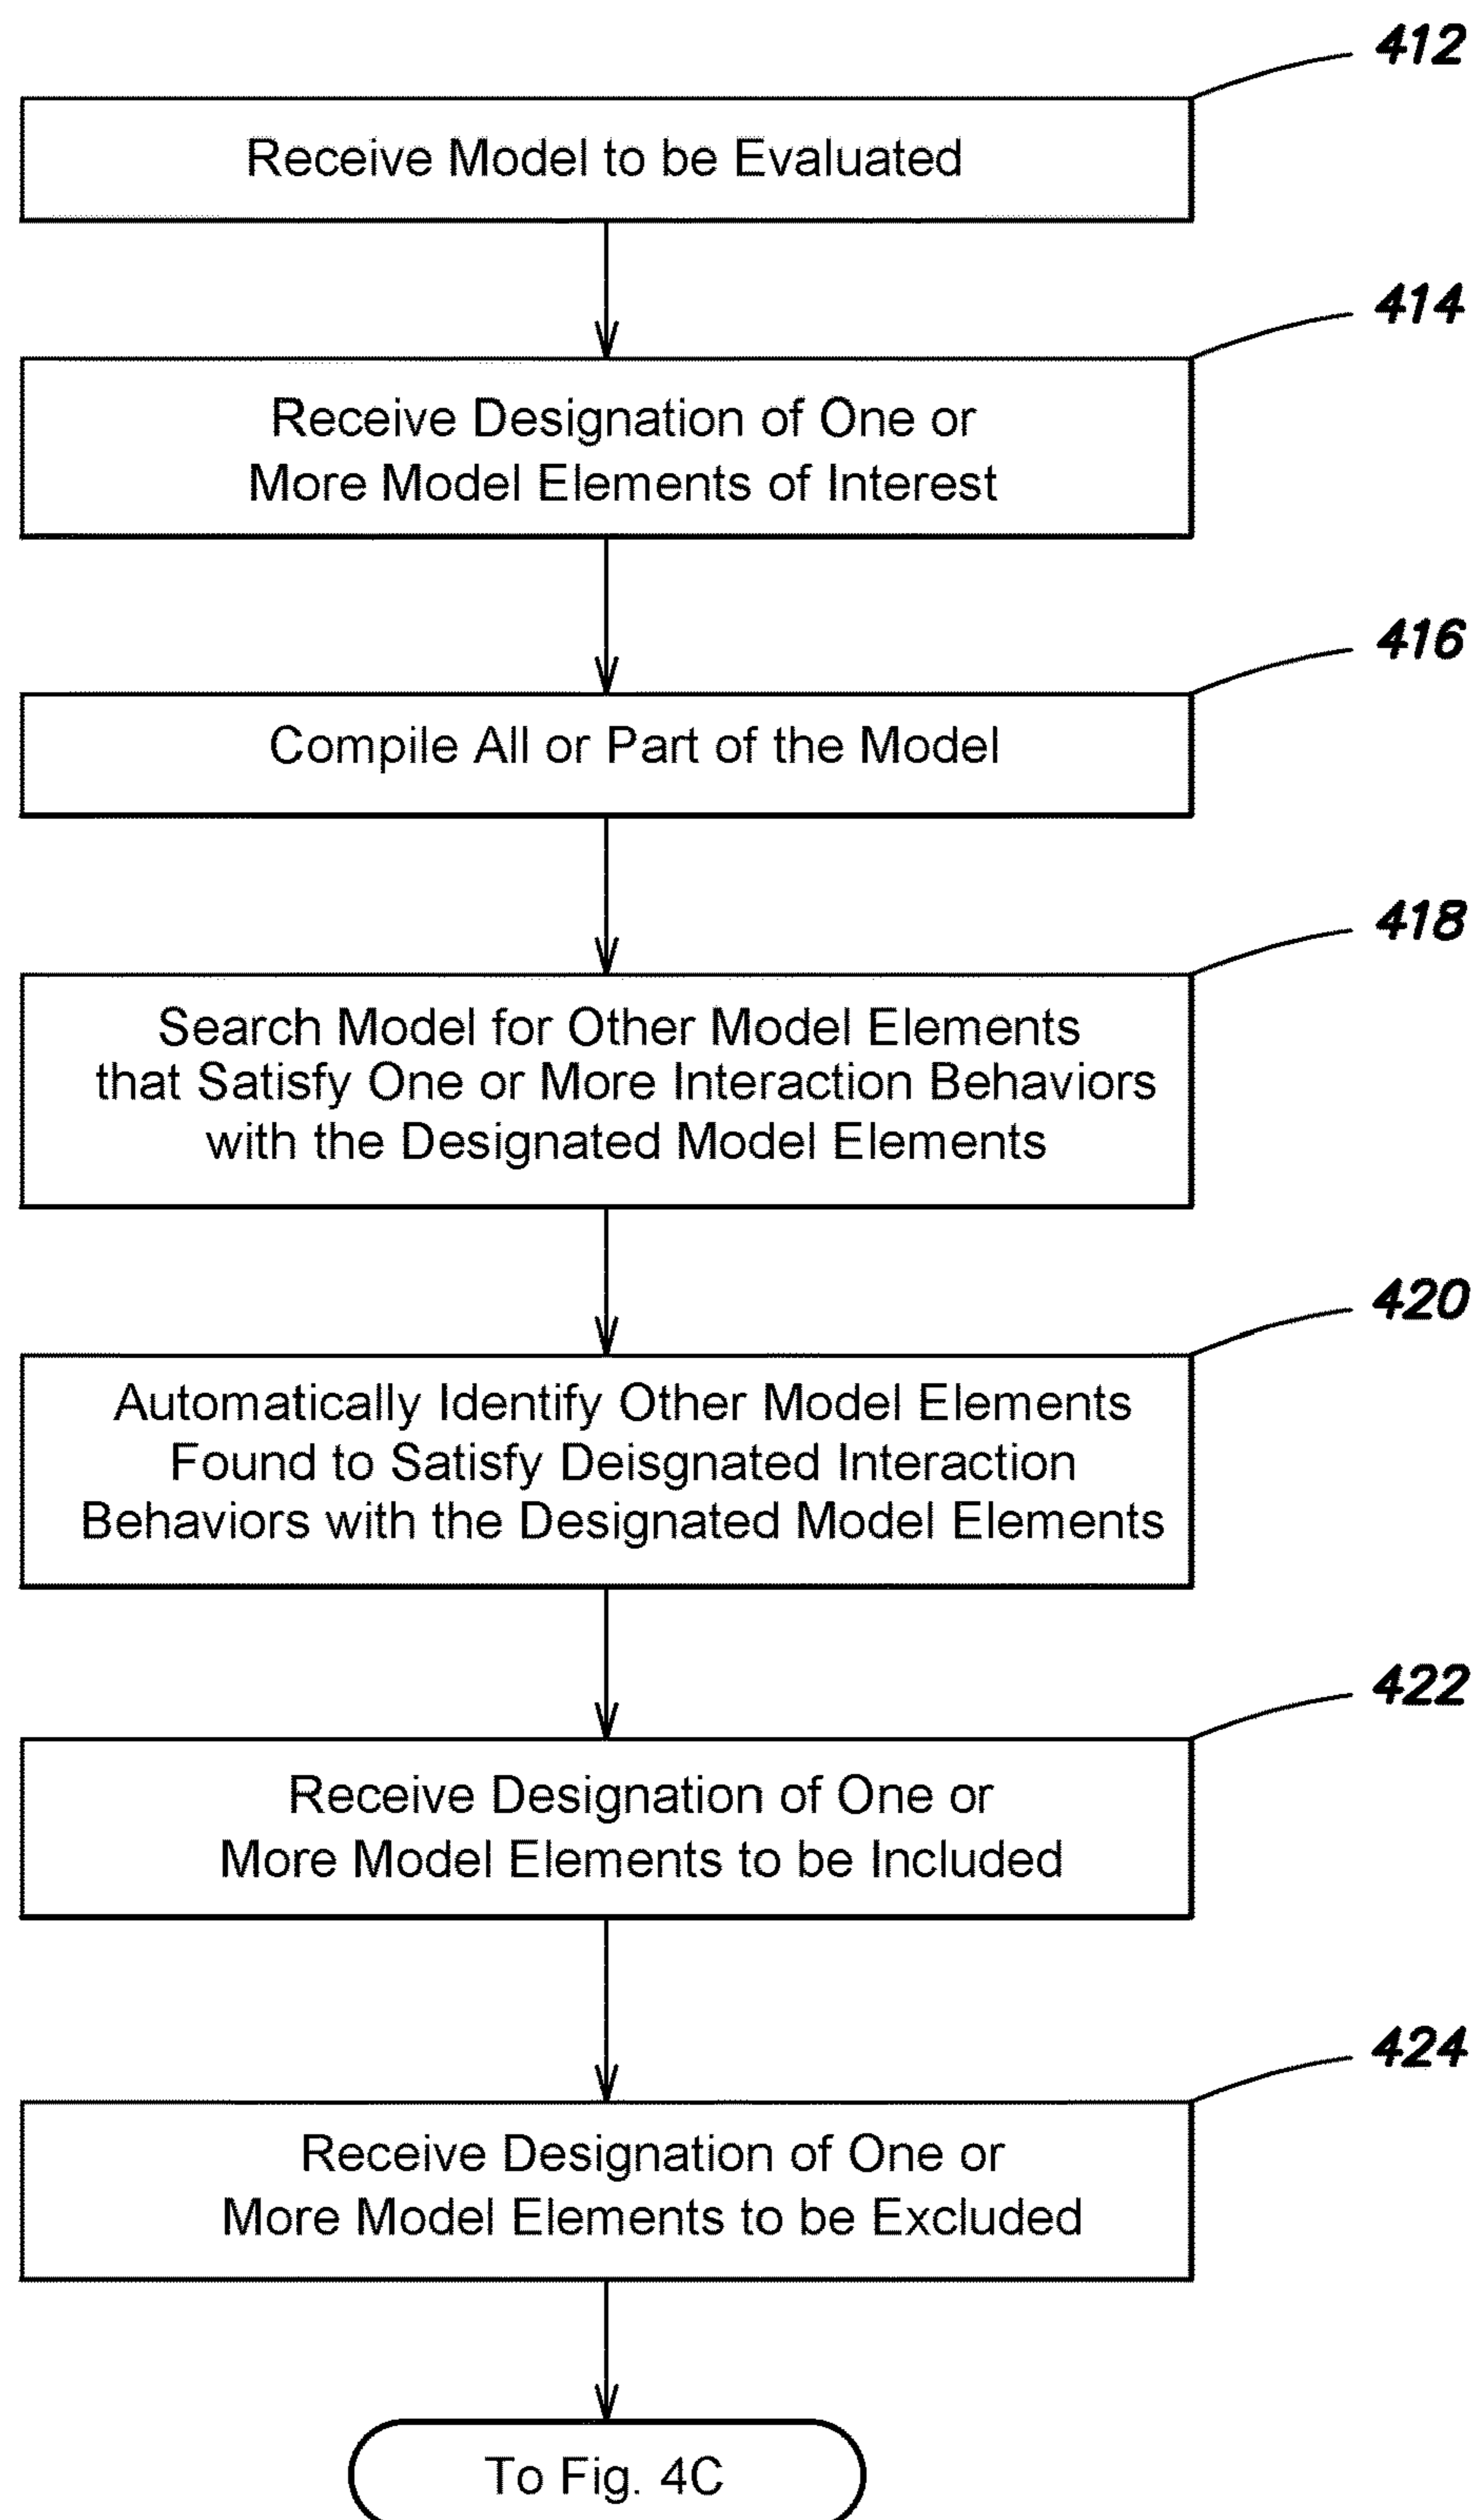 412
Receive Model to be Evaluated
414
Receive Designation of One or
More Model Elements of Interest
416
Compile All or Part of the Model
418
Search Model for Other Model Elements
that Satisfy One or More Interaction Behaviors
with the Designated Model Elements
420
Automatically Identify Other Model Elements
Found to Satisfy Deisgnated Interaction
Behaviors with the Designated Model Elements
422
Receive Designation of One or
More Model Elements to be Included
424
Receive Designation of One or
More Model Elements to be Excluded
To Fig. 4C